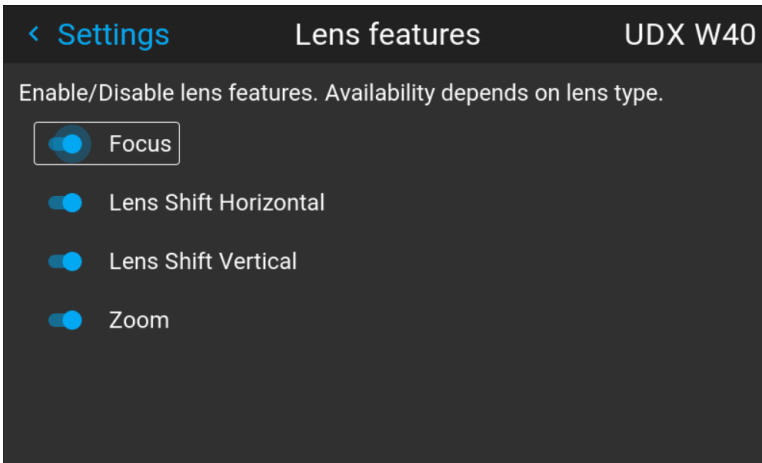 Settings Lens features UDX W40
Enable/Disable lens features. Availability depends on lens type.
Focus
Lens Shift Horizontal
Lens Shift Vertical
Zoom